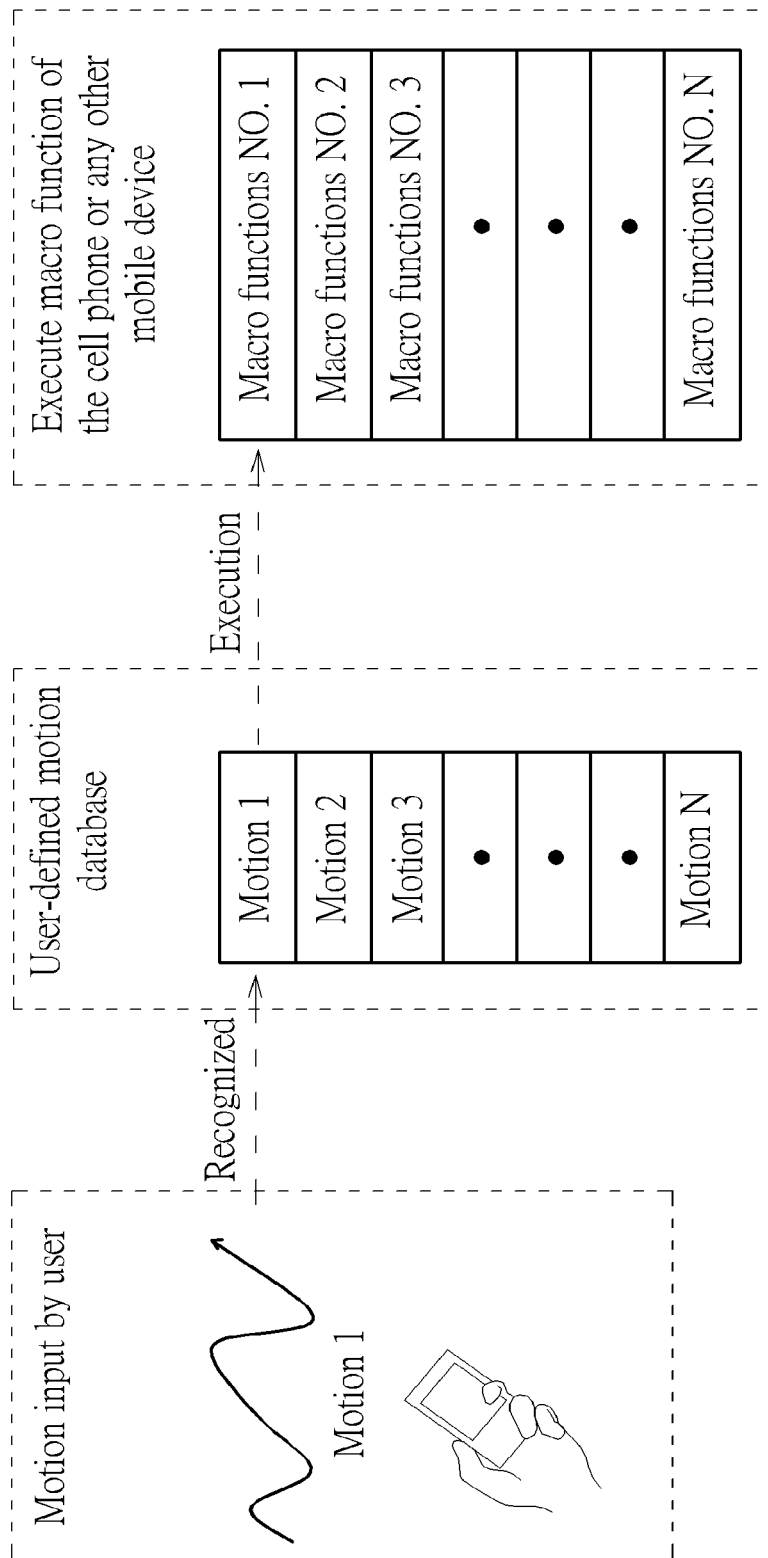 Motion input by user
Motion 1
Recognized
User-defined motion
database
Motion 1
Motion 2
Motion 3
Motion N
Execution
Execute macro function of
the cell phone or any other
mobile device
Macro functions NO. 1
Macro functions NO. 2
Macro functions NO. 3
Macro functions NO. N